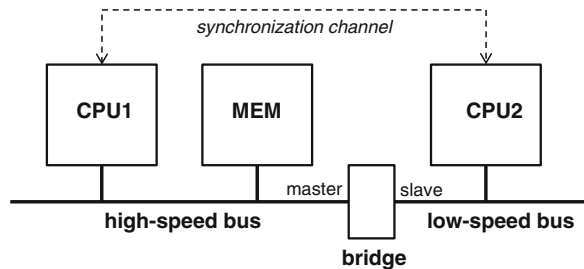 synchronization channel
CPU1
MEM
CPU2
master
slave
high-speed bus
low-speed bus
bridge